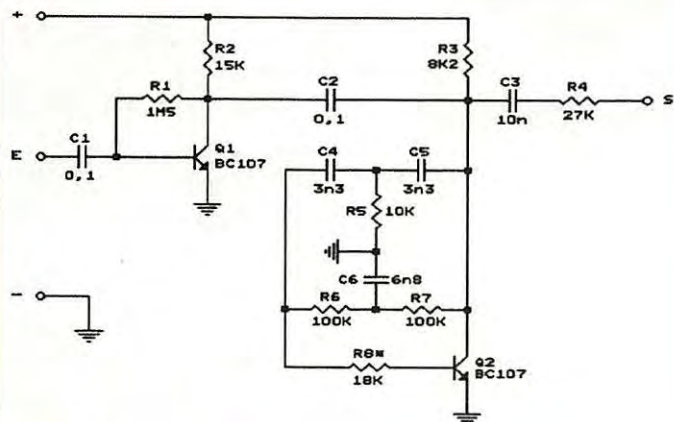 +
R2
15K
R3
8K2
R1
1M5
C2
0,1
C3
10n
R4
27K
S
E
C1
0,1
Q1
BC107
C4
3n3
C5
3n3
R5
10K
C6
6n8
-
R6
100K
R7
100K
R8*
18K
Q2
BC107